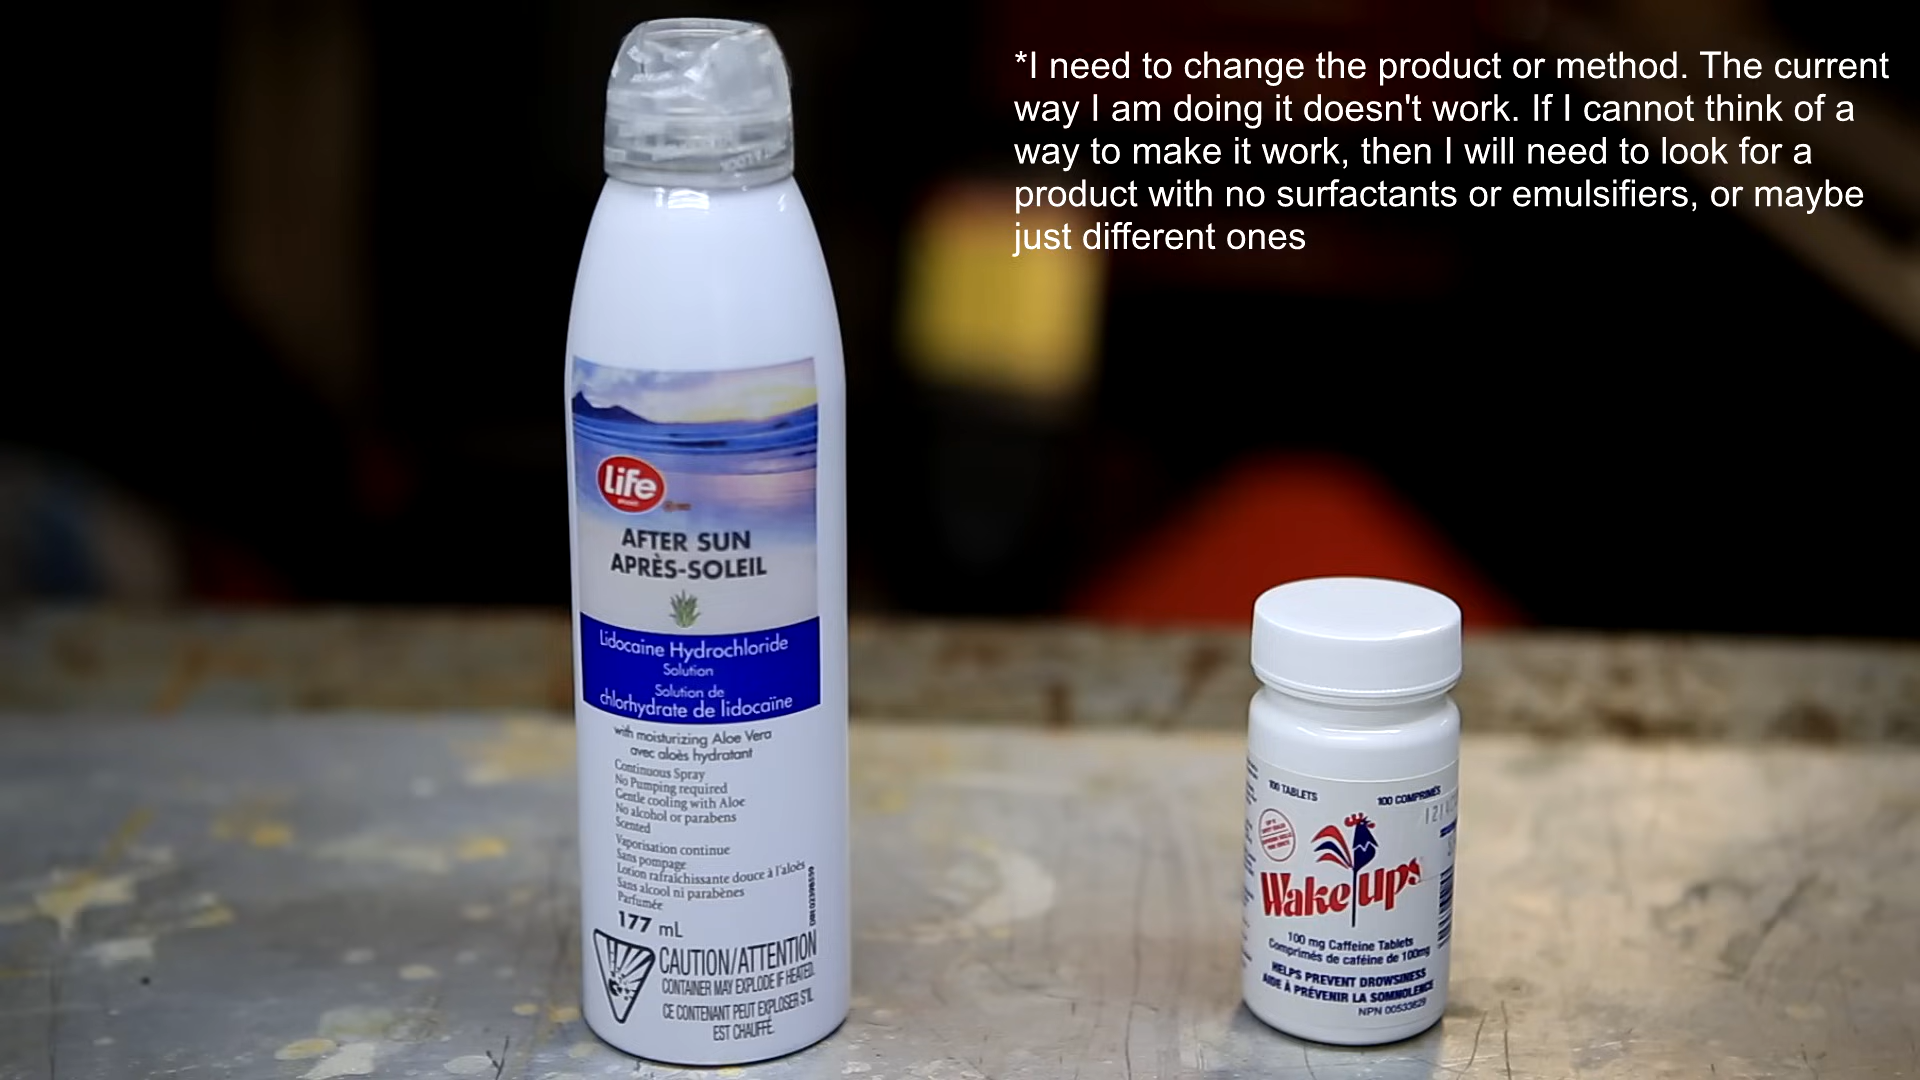 *I need to change the product or method. The current
way I am doing it doesn't work. If I cannot think of a
way to make it work, then I will need to look for a
product with no surfactants or emulsifiers, or maybe
just different ones
Life
BRAND
AFTER SUN
APRÈS-SOLEIL
Lidocaine Hydrochloride
Solution
Solution de
chlorhydrate de lidocaïne
with moisturizing Aloe Vera
avec aloès hydratant
Continuous Spray
No Pumping required
Gentle cooling with Aloe
No alcohol or parabens
Scented
Vaporisation continue
Sans pompage
Lotion rafraîchissante douce à l'aloès
Sans alcool ni parabènes
Parfumée
177 mL
CAUTION/ATTENTION
CONTAINER MAY EXPLODE IF HEATED.
CE CONTENANT PEUT EXPLOSER S'IL
EST CHAUFFÉ.
100 TABLETS
100 COMPRIMÉS
Wake ups
100 mg Caffeine Tablets
Comprimés de caféine de 100mg
HELPS PREVENT DROWSINESS
AIDE À PRÉVENIR LA SOMNOLENCE
NPN 00533629